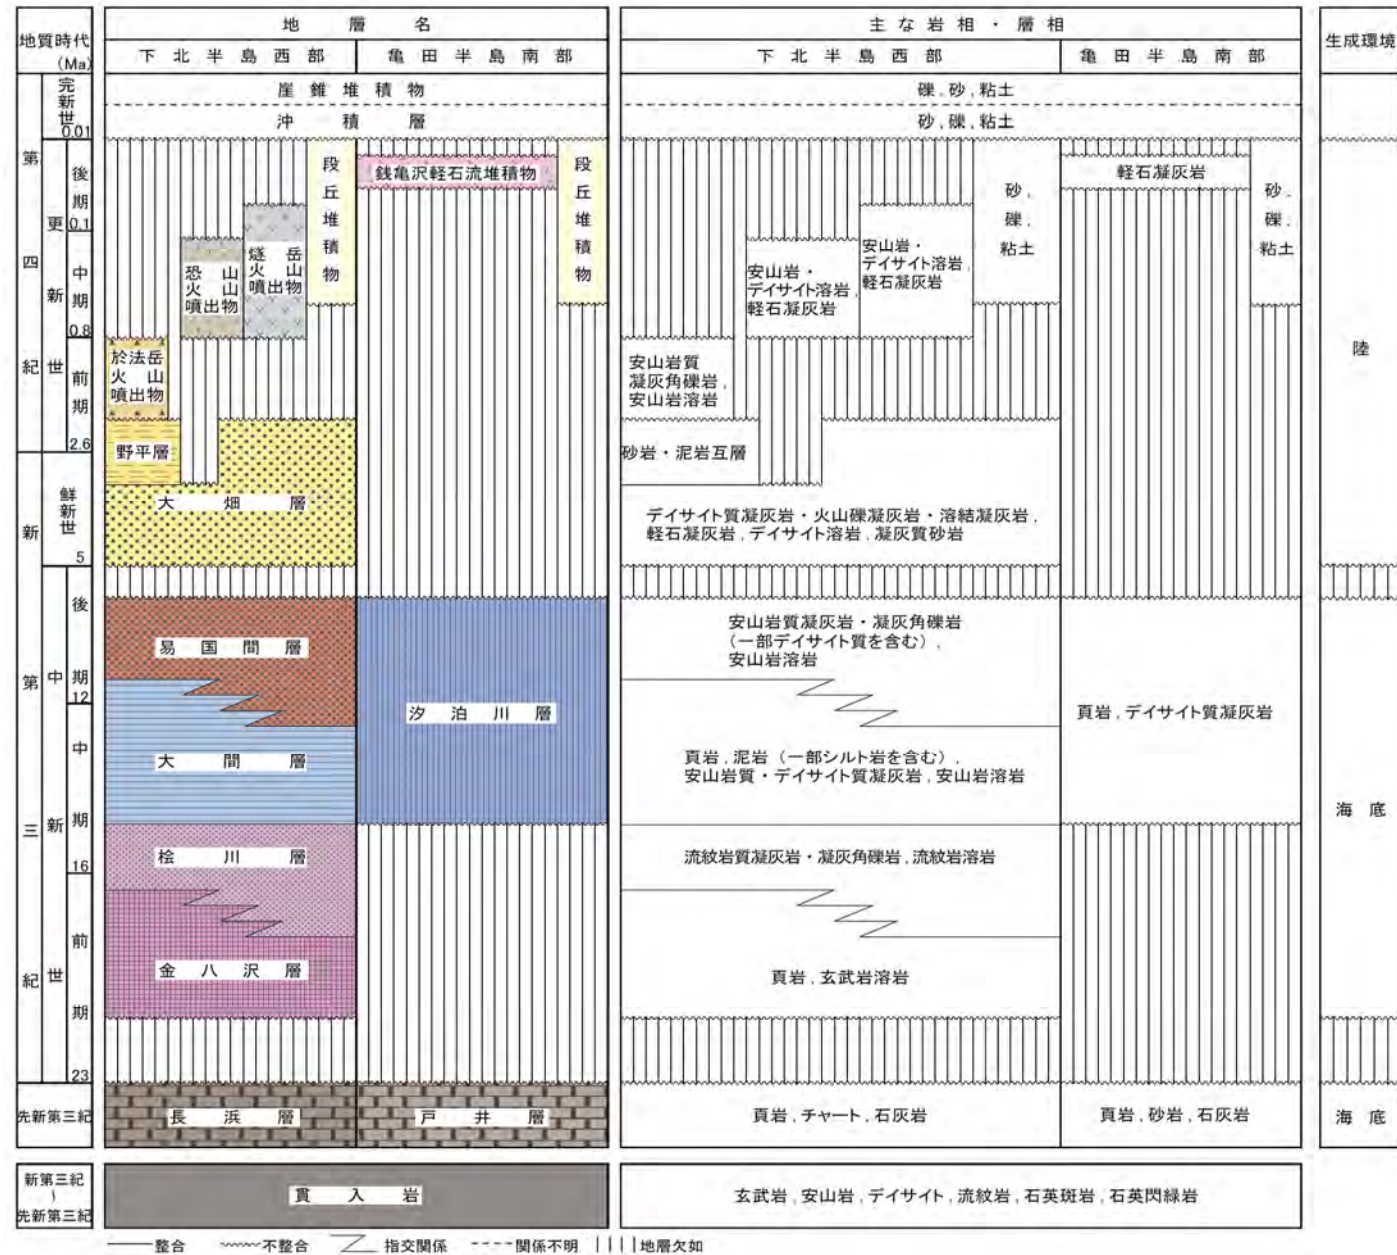 地質時代
(Ma)
地層名
下北半島西部
亀田半島南部
主な岩相・層相
下北半島西部
亀田半島南部
生成環境
第四紀
新第三紀
完新世
0.01
更新世
後期
0.1
中期
0.8
前期
2.6
鮮新世
5
中新世
後期
12
中期
16
前期
23
先新第三紀
新第三紀
~
先新第三紀
崖錐堆積物
沖積層
段丘堆積物
銭亀沢軽石流堆積物
段丘堆積物
恐山
火山
噴出物
燧岳
火山
噴出物
於法岳
火山
噴出物
野平層
大畑層
易国間層
大間層
汐泊川層
桧川層
金八沢層
長浜層
戸井層
貫入岩
礫,砂,粘土
砂,礫,粘土
軽石凝灰岩
砂,
礫,
粘土
砂,
礫,
粘土
安山岩・
デイサイト溶岩,
軽石凝灰岩
安山岩・
デイサイト溶岩,
軽石凝灰岩
安山岩質
凝灰角礫岩,
安山岩溶岩
砂岩・泥岩互層
デイサイト質凝灰岩・火山礫凝灰岩・溶結凝灰岩,
軽石凝灰岩,デイサイト溶岩,凝灰質砂岩
安山岩質凝灰岩・凝灰角礫岩
(一部デイサイト質を含む),
安山岩溶岩
頁岩,デイサイト質凝灰岩
頁岩,泥岩(一部シルト岩を含む),
安山岩質・デイサイト質凝灰岩,安山岩溶岩
流紋岩質凝灰岩・凝灰角礫岩,流紋岩溶岩
頁岩,玄武岩溶岩
頁岩,チャート,石灰岩
頁岩,砂岩,石灰岩
玄武岩,安山岩,デイサイト,流紋岩,石英斑岩,石英閃緑岩
陸
海底
海底
整合
不整合
指交関係
関係不明
地層欠如